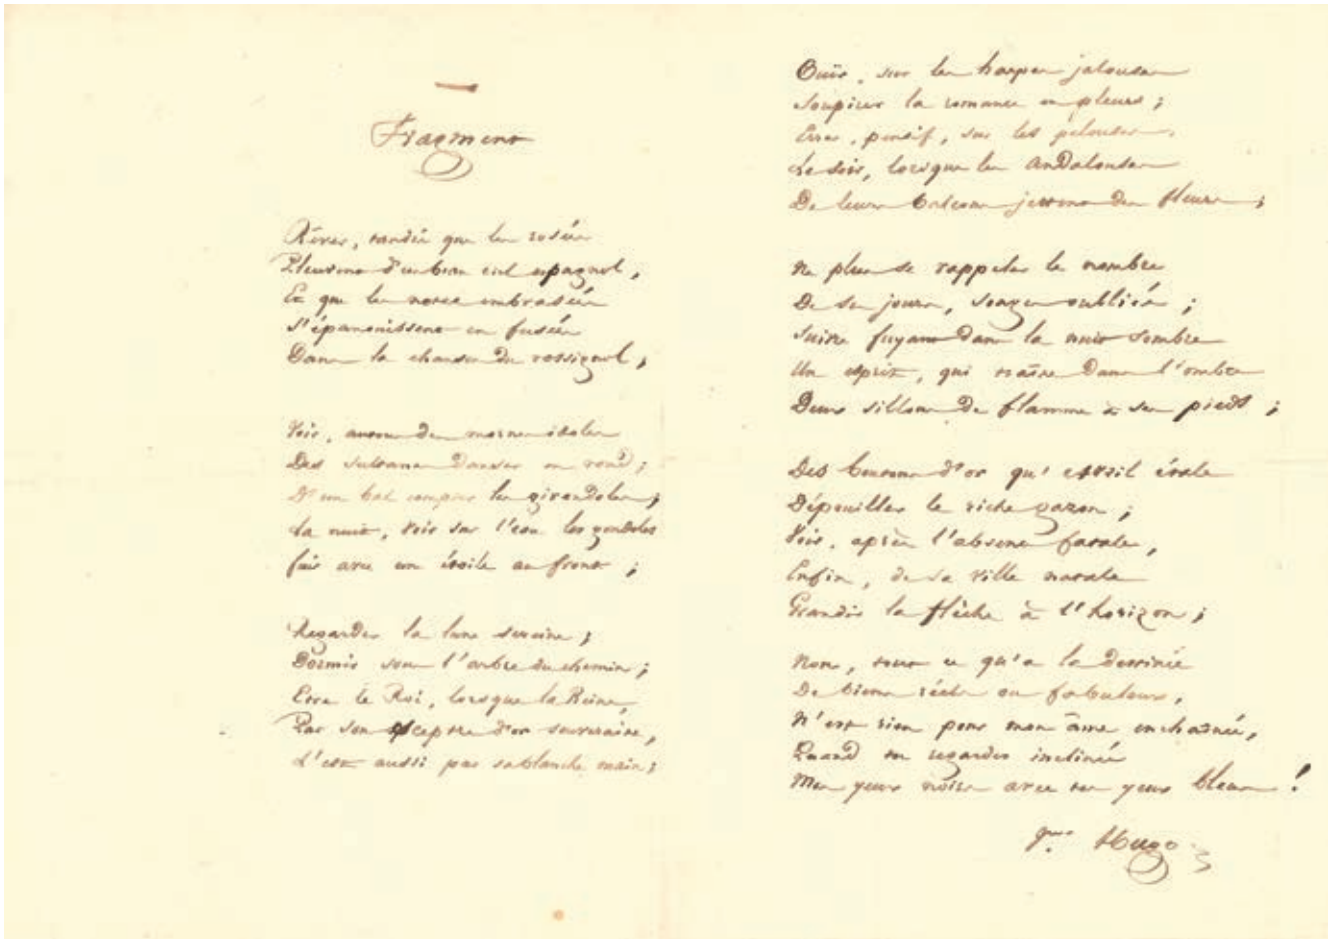 Fragment
Rêver, tandis que les rosées
Pleuvent d'un beau ciel espagnol,
Et que les notes embrasées
S'épanouissent en fusées
Dans la chanson du rossignol ;
Voir, autour de mornes idoles
Des sultanes danser en rond ;
D'un bal compter les girandoles ;
La nuit, voir sur l'eau les gondoles
fuir avec une étoile au front ;
Regarder la lune sereine ;
Dormir sous l'arbre du chemin ;
Être le Roi, lorsque la Reine,
Par son sceptre d'or souveraine,
L'est aussi par sa blanche main ;
Ouïr, sur les harpes jalouses
Soupirer la romance en pleurs ;
Errer, pensif, sur les pelouses,
Le soir, lorsque les andalouses
De leurs balcons jettent des fleurs ;
Ne plus se rappeler le nombre
De ses jours, songes oubliés ;
Suivre fuyant dans la nuit sombre
Un esprit, qui traîne dans l'ombre
Deux sillons de flamme à ses pieds ;
Des boutons d'or qu'avril étale
Dépouiller le riche gazon ;
Voir, après l'absence fatale,
Enfin, de sa ville natale
Grandir la flèche à l'horizon ;
Non, tout ce qu'a la destinée
De biens réels ou fabuleux,
N'est rien pour mon âme enchaînée,
Quand tu regardes inclinée
Mes yeux noirs avec tes yeux bleus !
Hugo